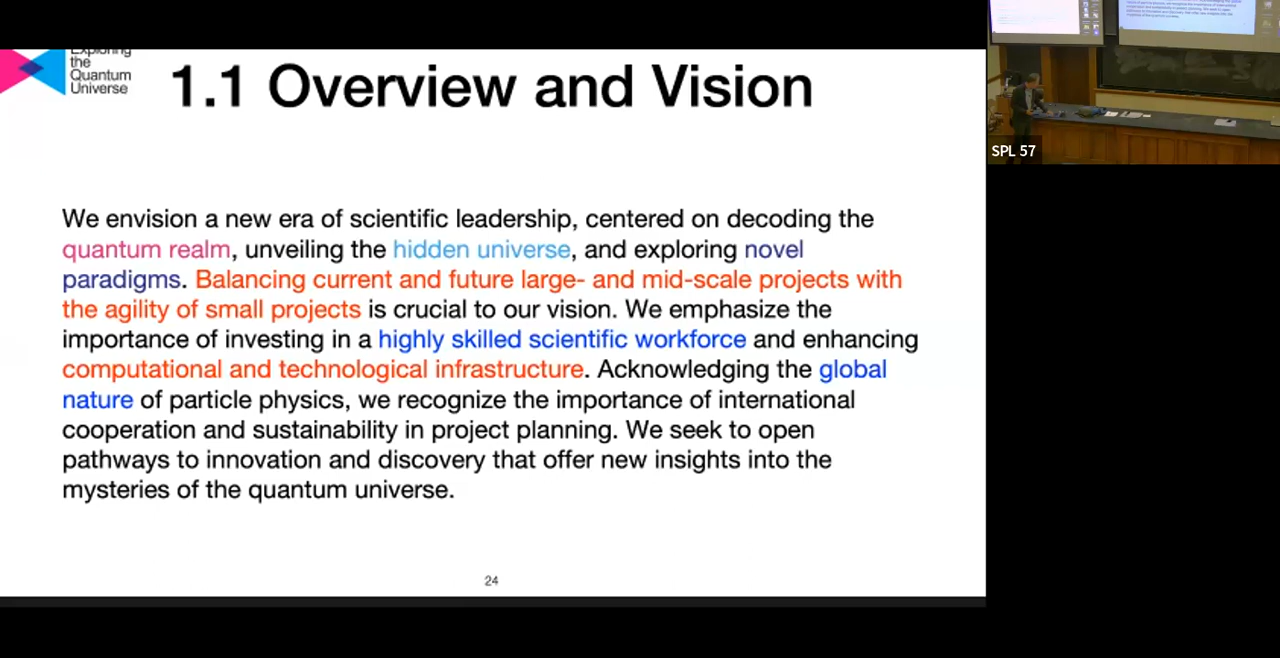 Exploring
the
Quantum
Universe
1.1 Overview and Vision
We envision a new era of scientific leadership, centered on decoding the
quantum realm, unveiling the hidden universe, and exploring novel
paradigms. Balancing current and future large- and mid-scale projects with
the agility of small projects is crucial to our vision. We emphasize the
importance of investing in a highly skilled scientific workforce and enhancing
computational and technological infrastructure. Acknowledging the global
nature of particle physics, we recognize the importance of international
cooperation and sustainability in project planning. We seek to open
pathways to innovation and discovery that offer new insights into the
mysteries of the quantum universe.
24
SPL 57